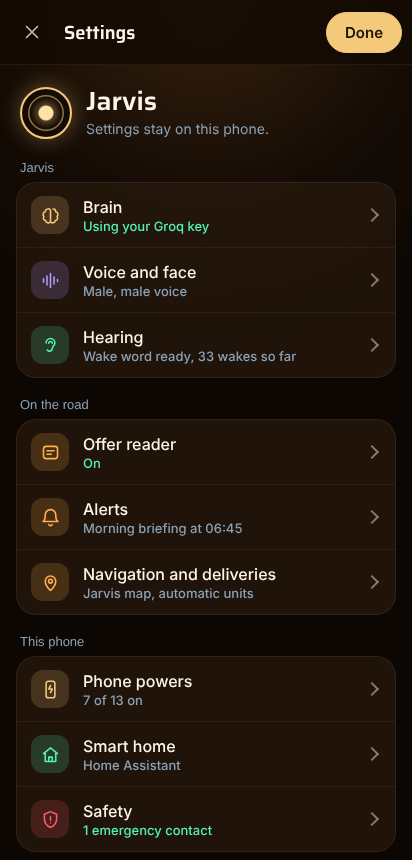 Settings
Done
Jarvis
Settings stay on this phone.
Jarvis
Brain
Using your Groq key
Voice and face
Male, male voice
Hearing
Wake word ready, 33 wakes so far
On the road
Offer reader
On
Alerts
Morning briefing at 06:45
Navigation and deliveries
Jarvis map, automatic units
This phone
Phone powers
7 of 13 on
Smart home
Home Assistant
Safety
1 emergency contact